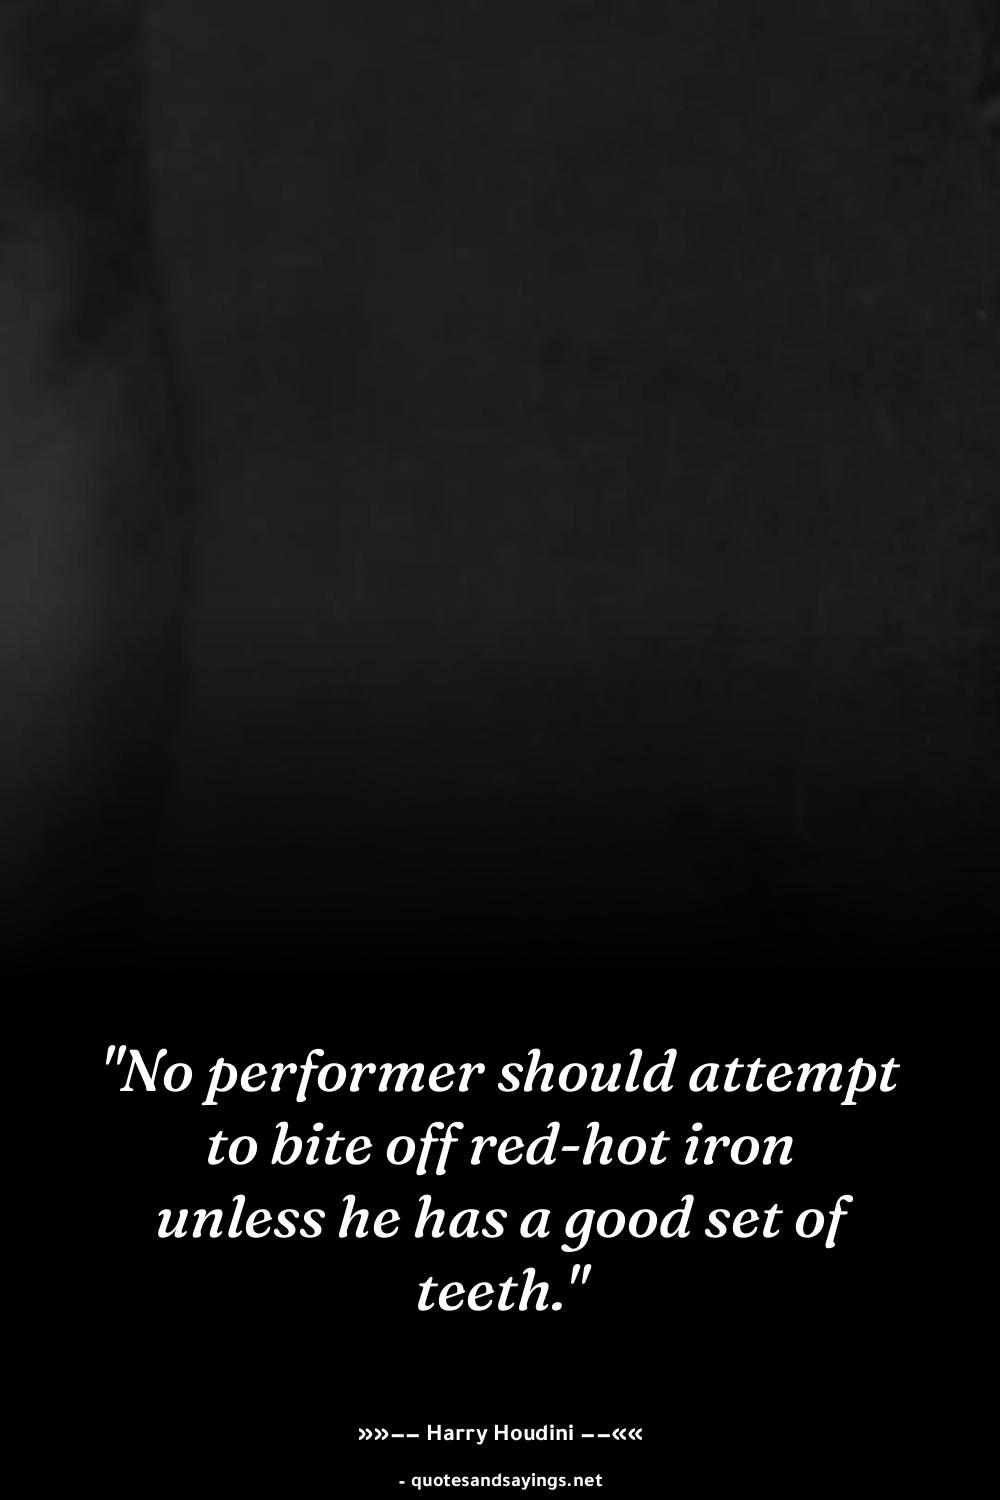 "No performer should attempt
to bite off red-hot iron
unless he has a good set of
teeth."
»»−− Harry Houdini −−««
- quotesandsayings.net